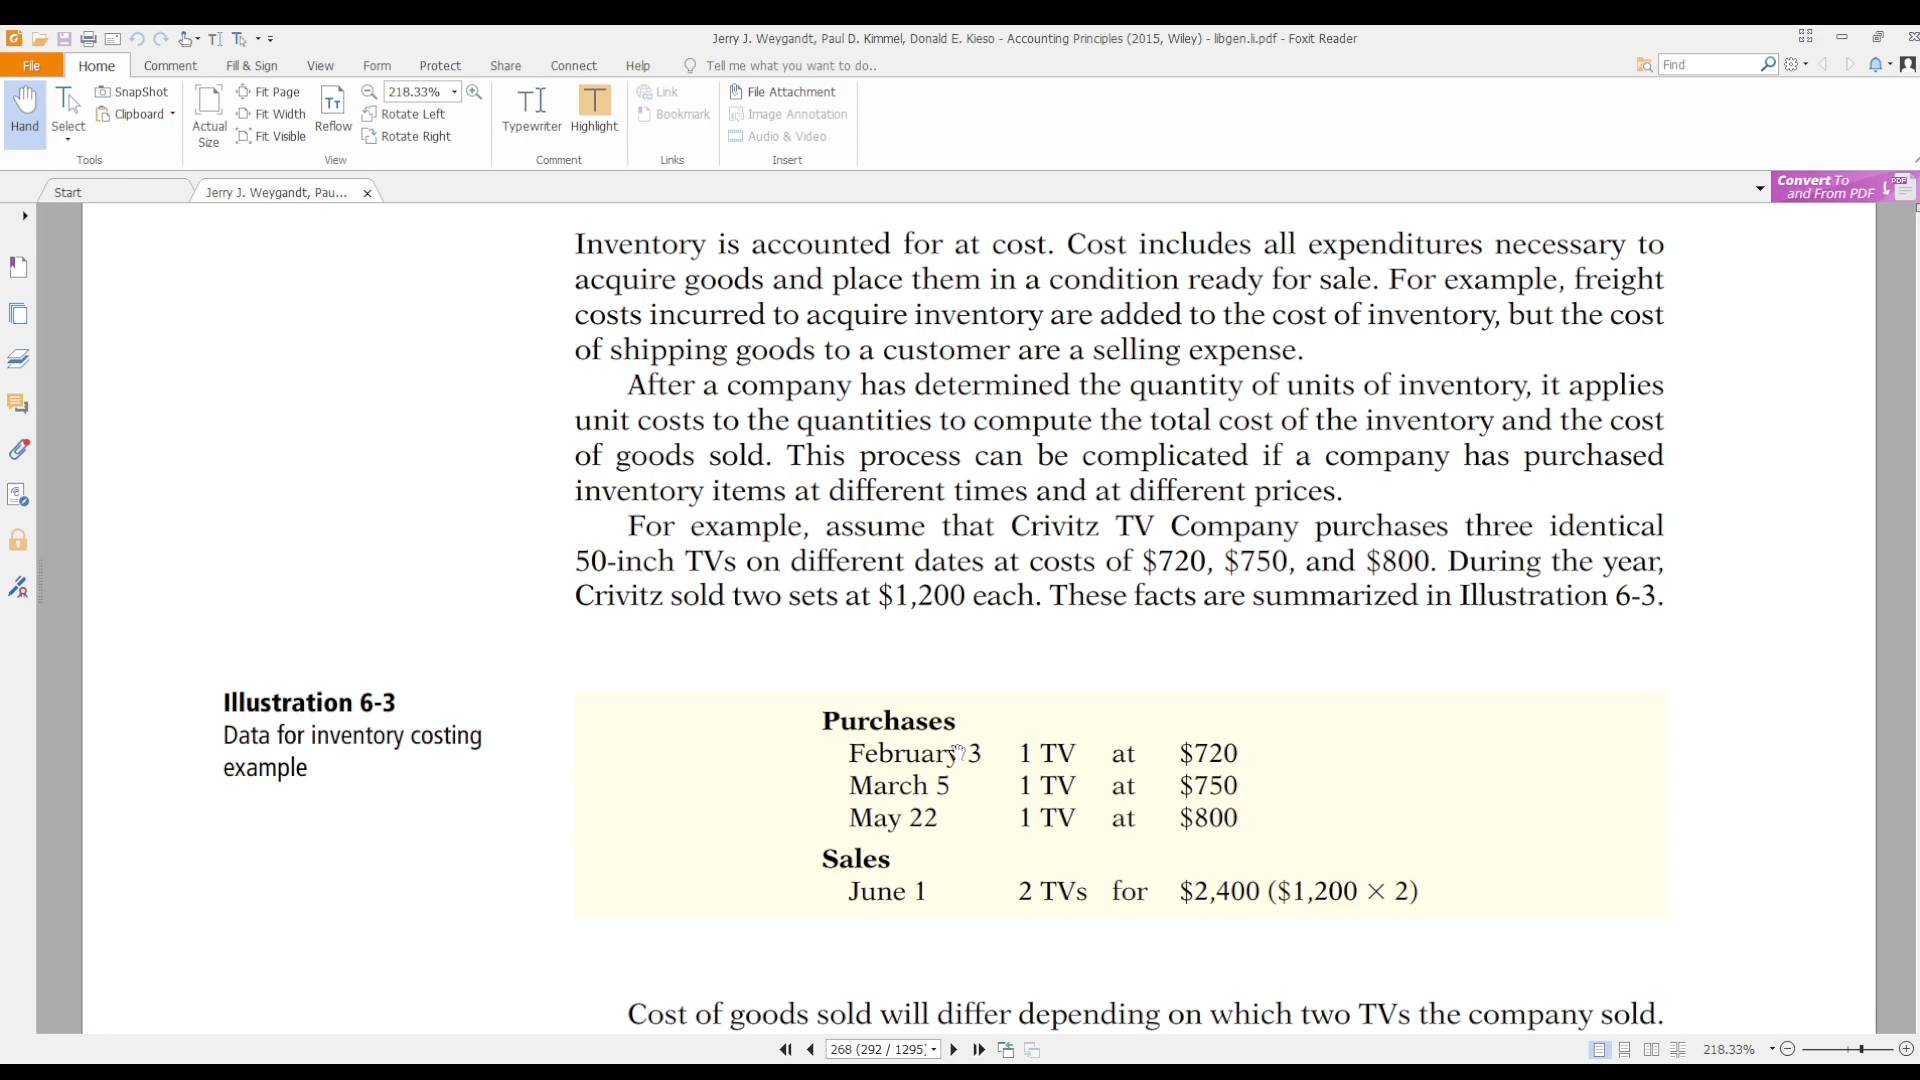 Jerry J. Weygandt, Paul D. Kimmel, Donald E. Kieso - Accounting Principles (2015, Wiley) - libgen.li.pdf - Foxit Reader
File Home Comment Fill & Sign View Form Protect Share Connect Help Tell me what you want to do.. Find
Hand
Select
SnapShot
Clipboard
Tools
Actual Size
Fit Page
Fit Width
Fit Visible
Reflow
218.33%
Rotate Left
Rotate Right
View
Typewriter
Highlight
Comment
Link
Bookmark
Links
File Attachment
Image Annotation
Audio & Video
Insert
Start
Jerry J. Weygandt, Pau...
Convert To
and From PDF
PDF
Inventory is accounted for at cost. Cost includes all expenditures necessary to
acquire goods and place them in a condition ready for sale. For example, freight
costs incurred to acquire inventory are added to the cost of inventory, but the cost
of shipping goods to a customer are a selling expense.
After a company has determined the quantity of units of inventory, it applies
unit costs to the quantities to compute the total cost of the inventory and the cost
of goods sold. This process can be complicated if a company has purchased
inventory items at different times and at different prices.
For example, assume that Crivitz TV Company purchases three identical
50-inch TVs on different dates at costs of $720, $750, and $800. During the year,
Crivitz sold two sets at $1,200 each. These facts are summarized in Illustration 6-3.
Illustration 6-3
Data for inventory costing
example
Purchases
February 3 1 TV at $720
March 5 1 TV at $750
May 22 1 TV at $800
Sales
June 1 2 TVs for $2,400 ($1,200 × 2)
Cost of goods sold will differ depending on which two TVs the company sold.
268 (292 / 1295)
218.33%